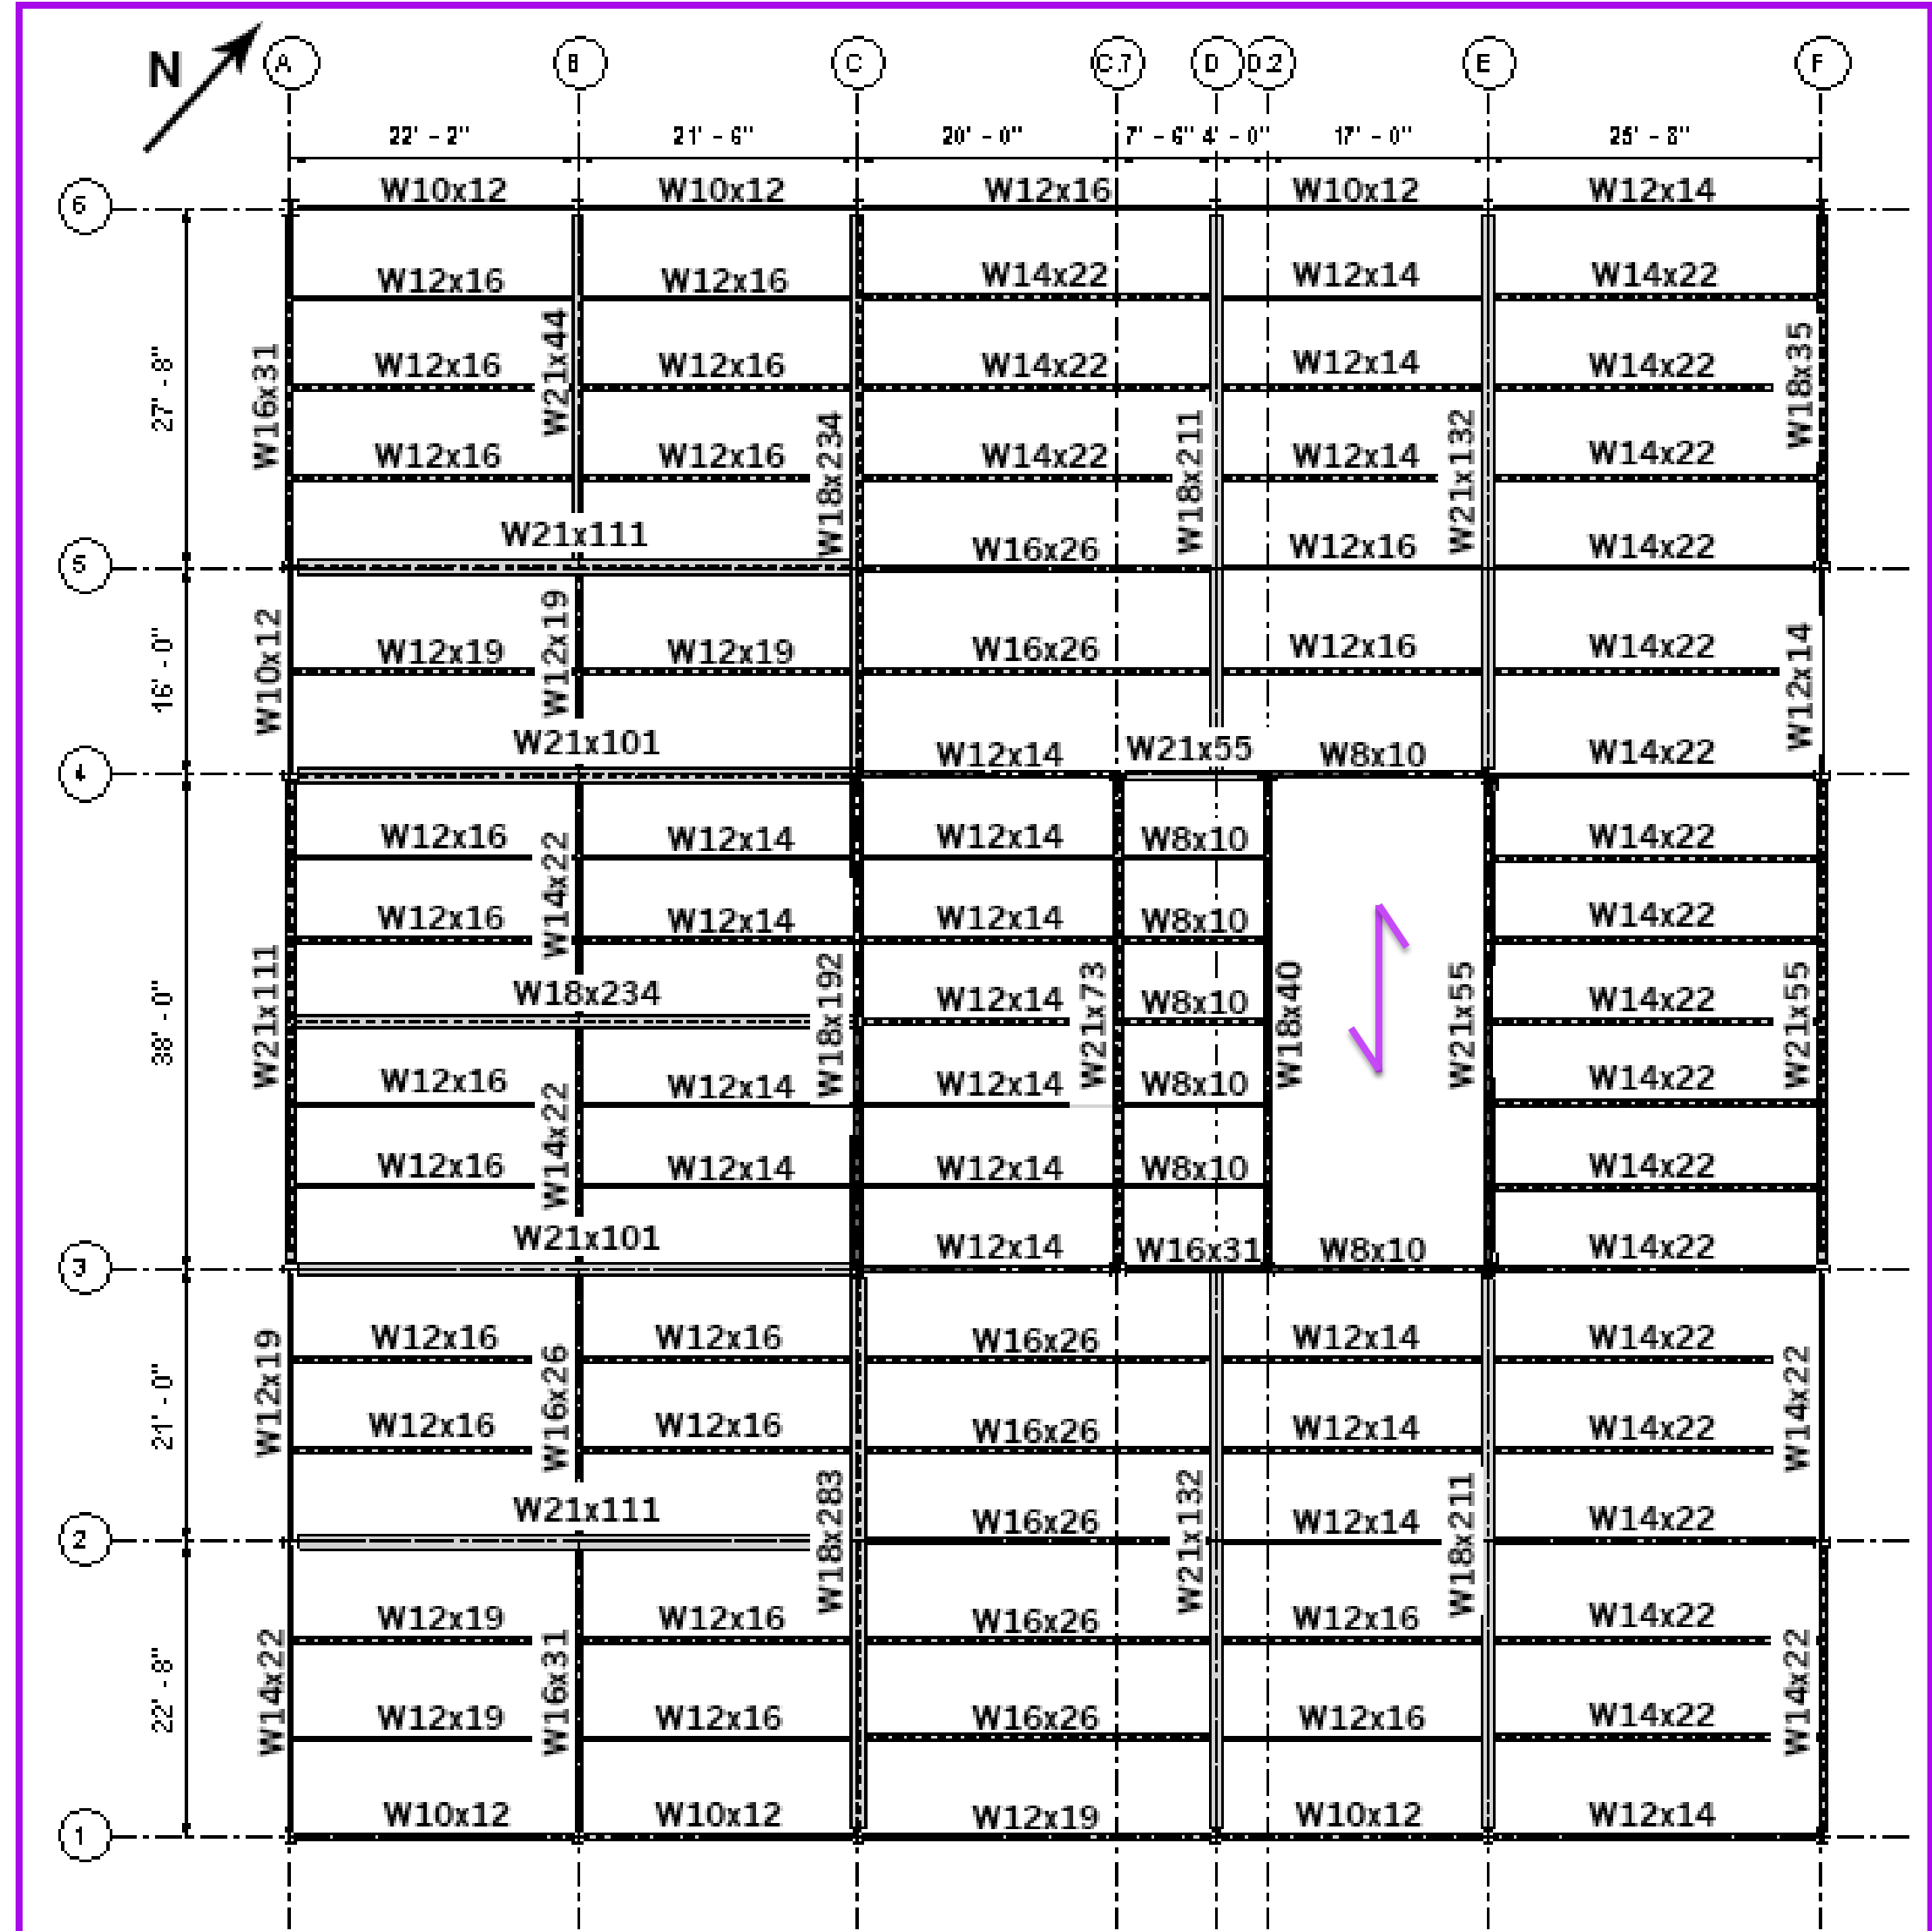 N
A B C C.7 D D.2 E F
22' - 2" 21' - 6" 20' - 0" 7' - 6" 4' - 0" 17' - 0" 25' - 8"
6
W10x12 W10x12 W12x16 W10x12 W12x14
W12x16 W12x16 W14x22 W12x14 W14x22
W12x16 W12x16 W14x22 W12x14 W14x22
27' - 8" W16x31 W21x44 W18x234 W18x211 W21x132 W18x35
W12x16 W12x16 W14x22 W12x14 W14x22
W21x111 W16x26 W12x16 W14x22
5
16' - 0" W10x12 W12x19 W12x14
W12x19 W12x19 W16x26 W12x16 W14x22
W21x101 W12x14 W21x55 W8x10 W14x22
4
W12x16 W12x14 W12x14 W8x10 W14x22
W14x22
W12x16 W12x14 W12x14 W8x10 W14x22
W18x234 W12x14 W8x10 W14x22
38' - 0" W21x111 W18x192 W21x73 W18x40 W21x55 W21x55
W12x16 W12x14 W12x14 W8x10 W14x22
W14x22
W12x16 W12x14 W12x14 W8x10 W14x22
W21x101 W12x14 W16x31 W8x10 W14x22
3
W12x16 W12x16 W16x26 W12x14 W14x22
21' - 0" W12x19 W16x26 W14x22
W12x16 W12x16 W16x26 W12x14 W14x22
W21x111 W16x26 W12x14 W14x22
2
W18x283 W21x132 W18x211
W12x19 W12x16 W16x26 W12x16 W14x22
22' - 8" W14x22 W16x31 W14x22
W12x19 W12x16 W16x26 W12x16 W14x22
W10x12 W10x12 W12x19 W10x12 W12x14
1